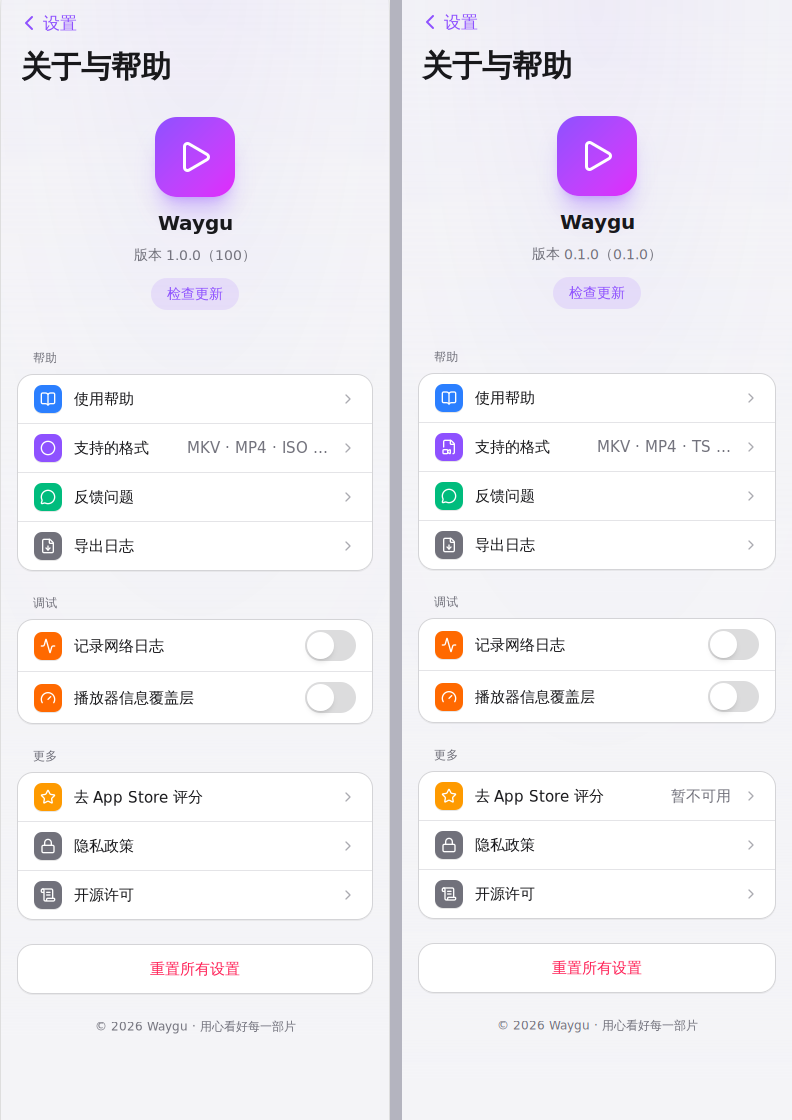 设置
关于与帮助
Waygu
版本 1.0.0（100）
检查更新
帮助
使用帮助
支持的格式 MKV · MP4 · ISO ...
反馈问题
导出日志
调试
记录网络日志
播放器信息覆盖层
更多
去 App Store 评分
隐私政策
开源许可
重置所有设置
© 2026 Waygu · 用心看好每一部片
设置
关于与帮助
Waygu
版本 0.1.0（0.1.0）
检查更新
帮助
使用帮助
支持的格式 MKV · MP4 · TS ...
反馈问题
导出日志
调试
记录网络日志
播放器信息覆盖层
更多
去 App Store 评分 暂不可用
隐私政策
开源许可
重置所有设置
© 2026 Waygu · 用心看好每一部片